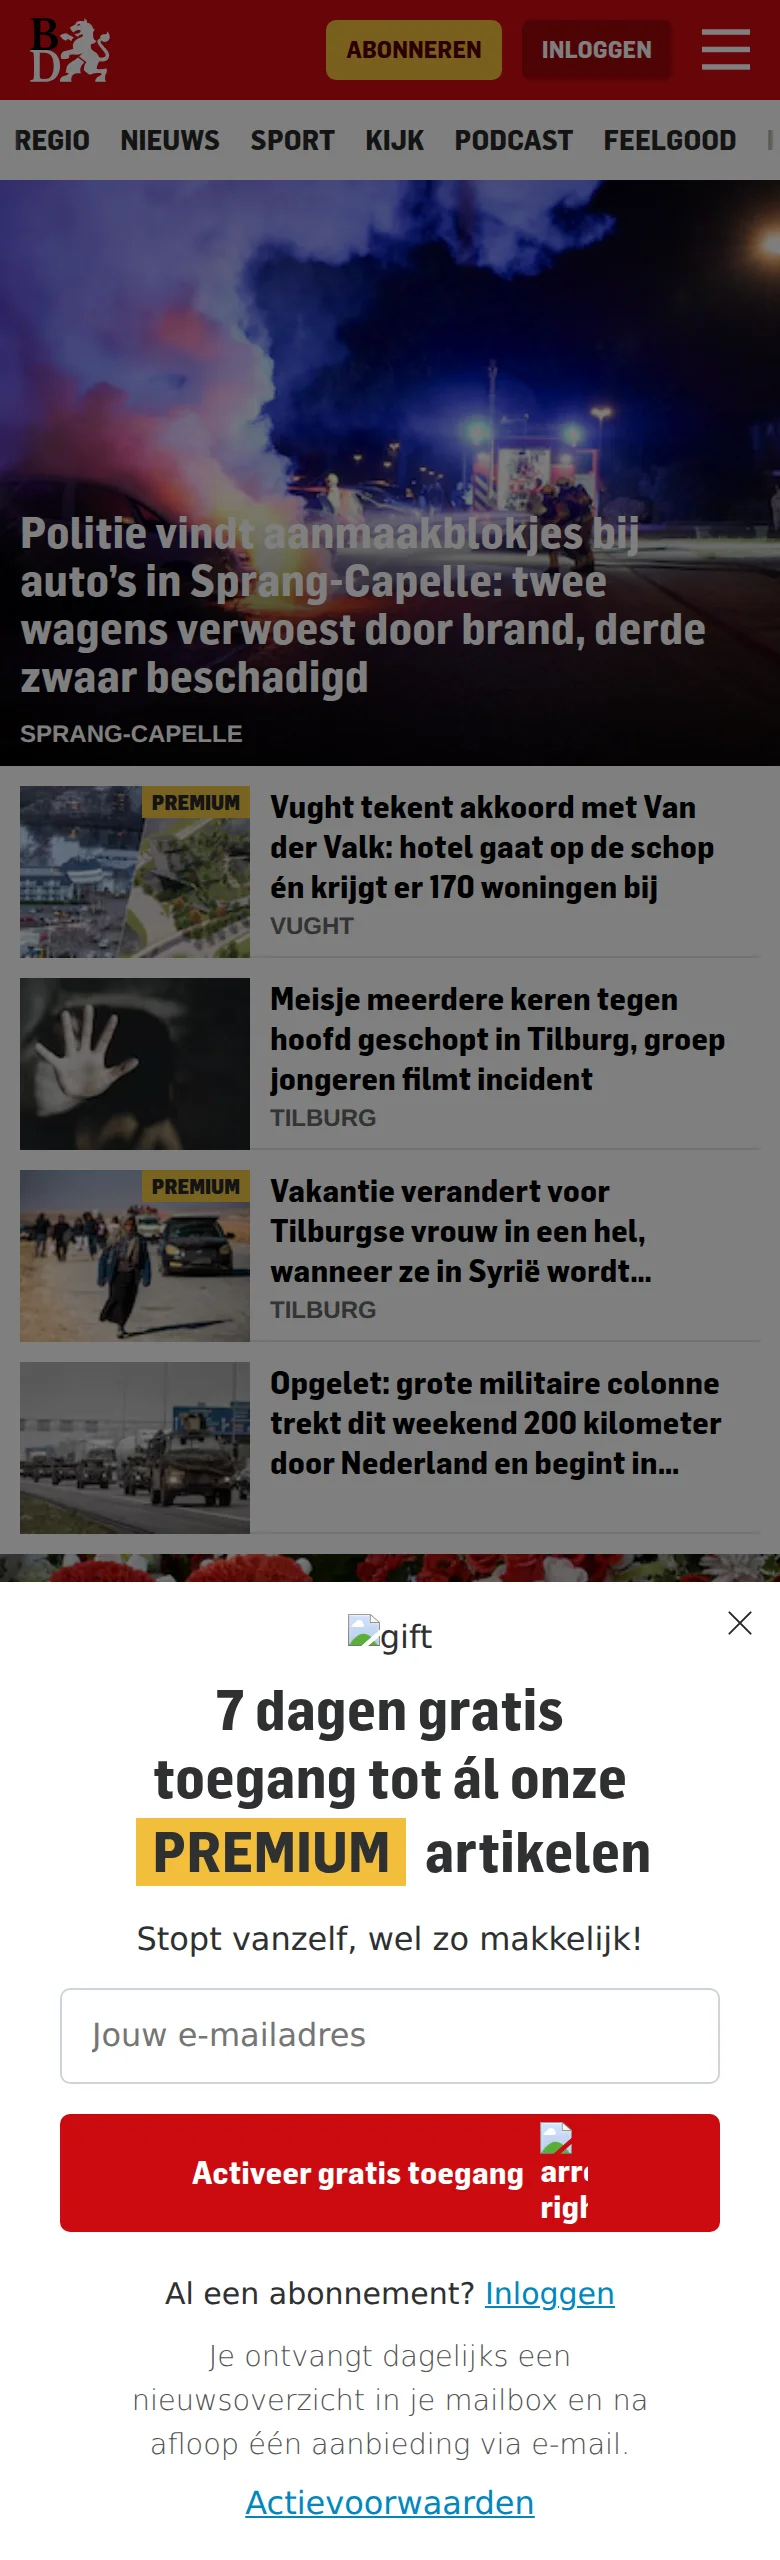 BD
ABONNEREN
INLOGGEN
REGIO NIEUWS SPORT KIJK PODCAST FEELGOOD
Politie vindt aanmaakblokjes bij
auto’s in Sprang-Capelle: twee
wagens verwoest door brand, derde
zwaar beschadigd
SPRANG-CAPELLE
PREMIUM
Vught tekent akkoord met Van
der Valk: hotel gaat op de schop
én krijgt er 170 woningen bij
VUGHT
Meisje meerdere keren tegen
hoofd geschopt in Tilburg, groep
jongeren filmt incident
TILBURG
PREMIUM
Vakantie verandert voor
Tilburgse vrouw in een hel,
wanneer ze in Syrië wordt...
TILBURG
Opgelet: grote militaire colonne
trekt dit weekend 200 kilometer
door Nederland en begint in...
gift
7 dagen gratis
toegang tot ál onze
PREMIUM artikelen
Stopt vanzelf, wel zo makkelijk!
Jouw e-mailadres
Activeer gratis toegang
Al een abonnement? Inloggen
Je ontvangt dagelijks een
nieuwsoverzicht in je mailbox en na
afloop één aanbieding via e-mail.
Actievoorwaarden